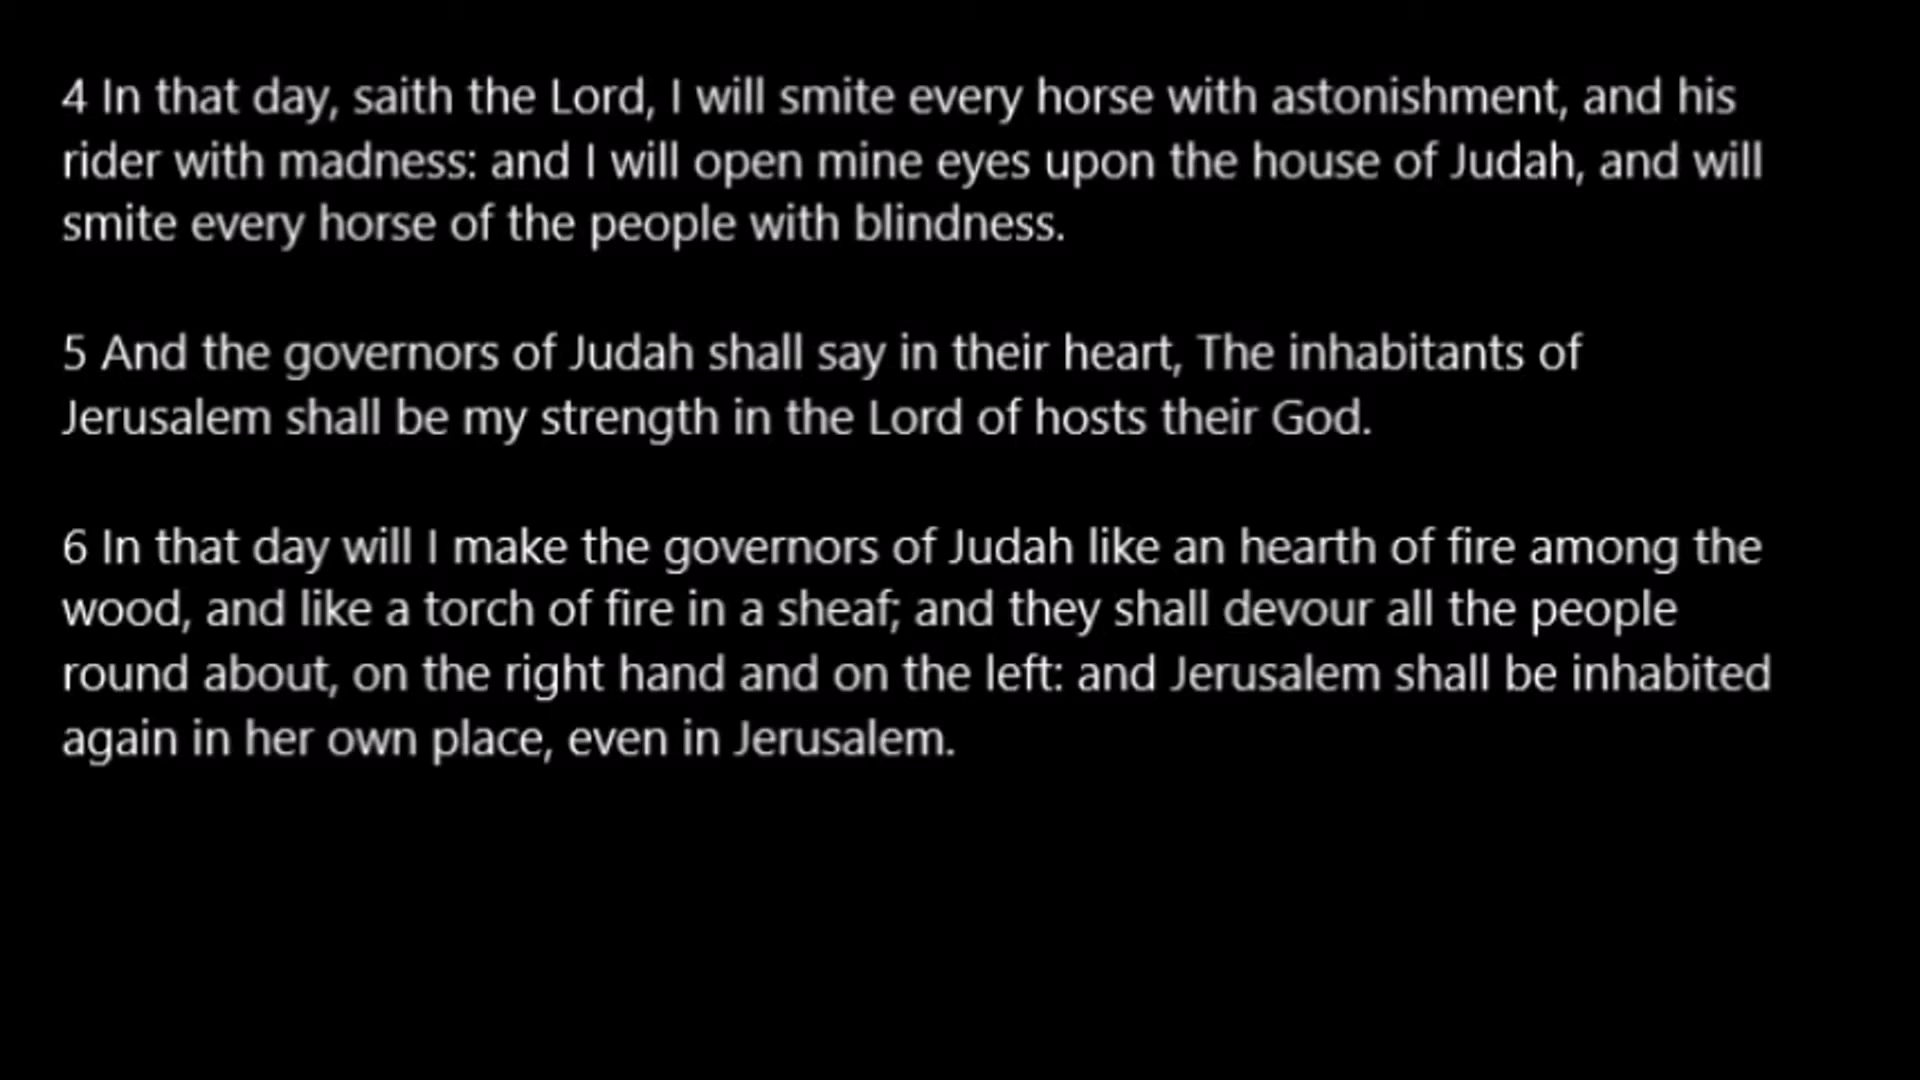 4 In that day, saith the Lord, I will smite every horse with astonishment, and his
rider with madness: and I will open mine eyes upon the house of Judah, and will
smite every horse of the people with blindness.
5 And the governors of Judah shall say in their heart, The inhabitants of
Jerusalem shall be my strength in the Lord of hosts their God.
6 In that day will I make the governors of Judah like an hearth of fire among the
wood, and like a torch of fire in a sheaf; and they shall devour all the people
round about, on the right hand and on the left: and Jerusalem shall be inhabited
again in her own place, even in Jerusalem.